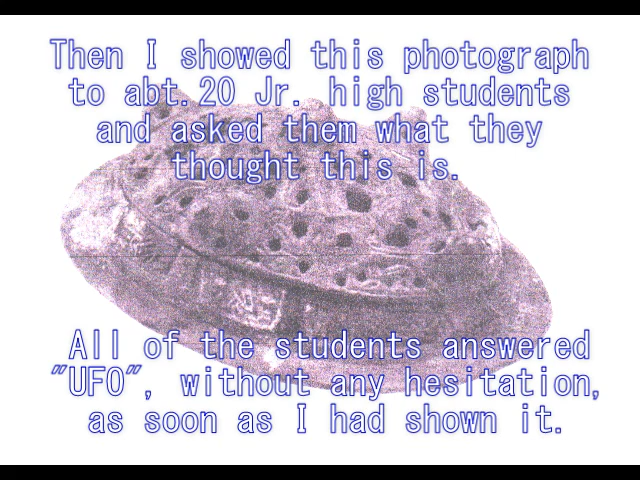 Then I showed this photograph
to abt.20 Jr. high students
and asked them what they
thought this is.
All of the students answered
"UFO", without any hesitation,
as soon as I had shown it.